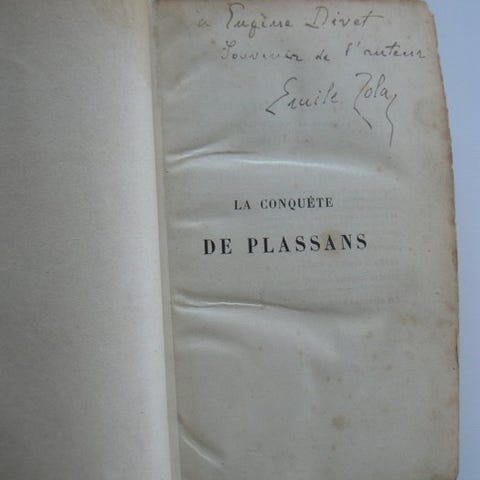 à Eugène Divet
Souvenir de l'auteur
Emile Zola
LA CONQUÊTE
DE PLASSANS